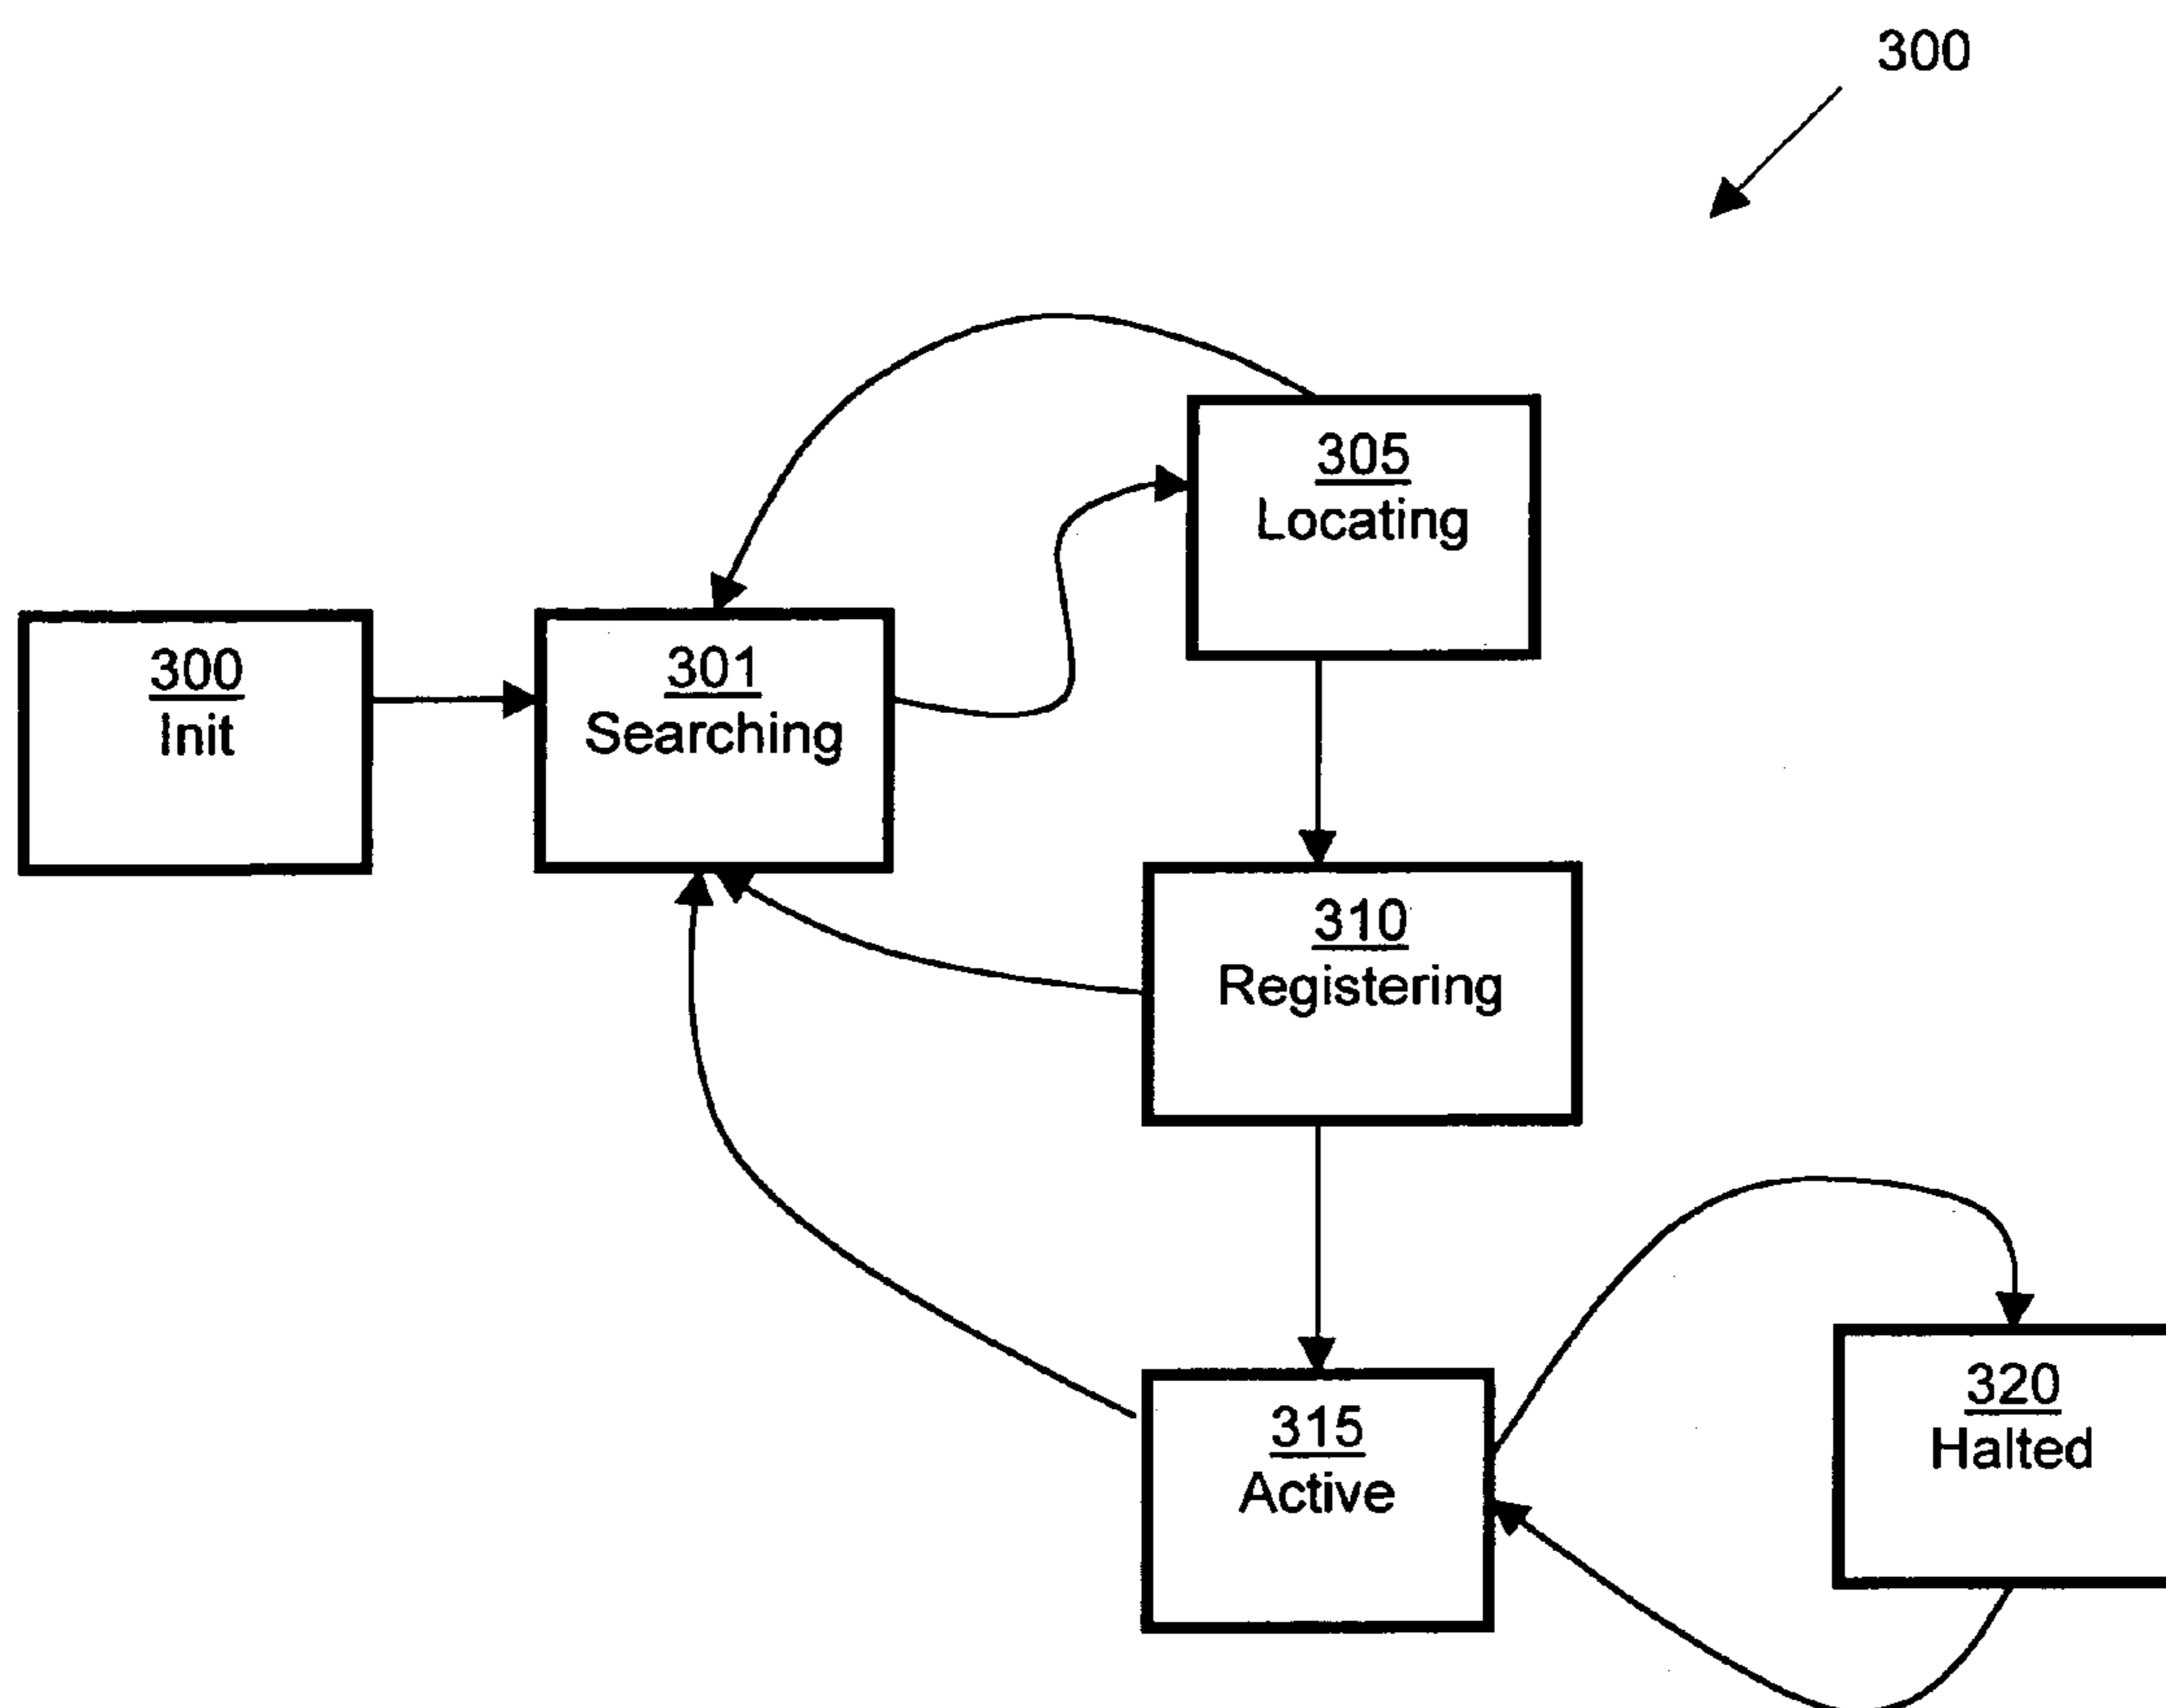 300
305
Locating
300
Init
301
Searching
310
Registering
315
Active
320
Halted